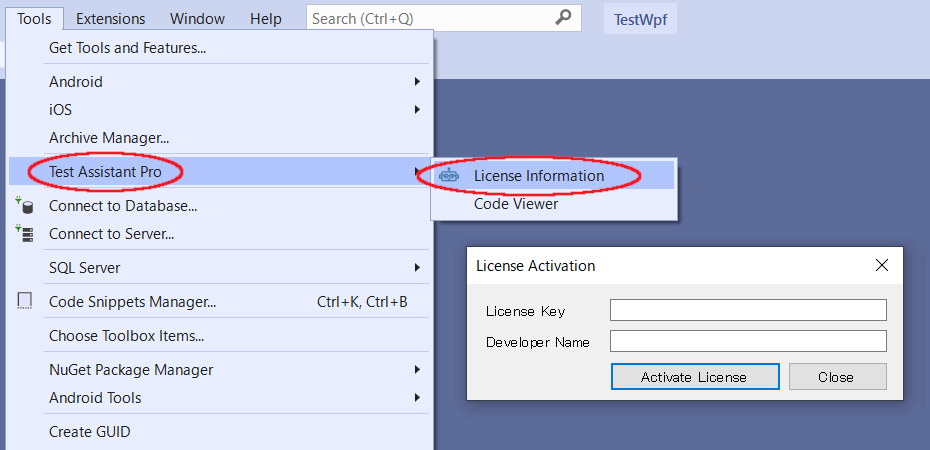 Tools Extensions Window Help Search (Ctrl+Q) TestWpf
Get Tools and Features...
Android
iOS
Archive Manager...
Test Assistant Pro
License Information
Code Viewer
Connect to Database...
Connect to Server...
SQL Server
Code Snippets Manager... Ctrl+K, Ctrl+B
Choose Toolbox Items...
NuGet Package Manager
Android Tools
Create GUID
License Activation
License Key
Developer Name
Activate License Close